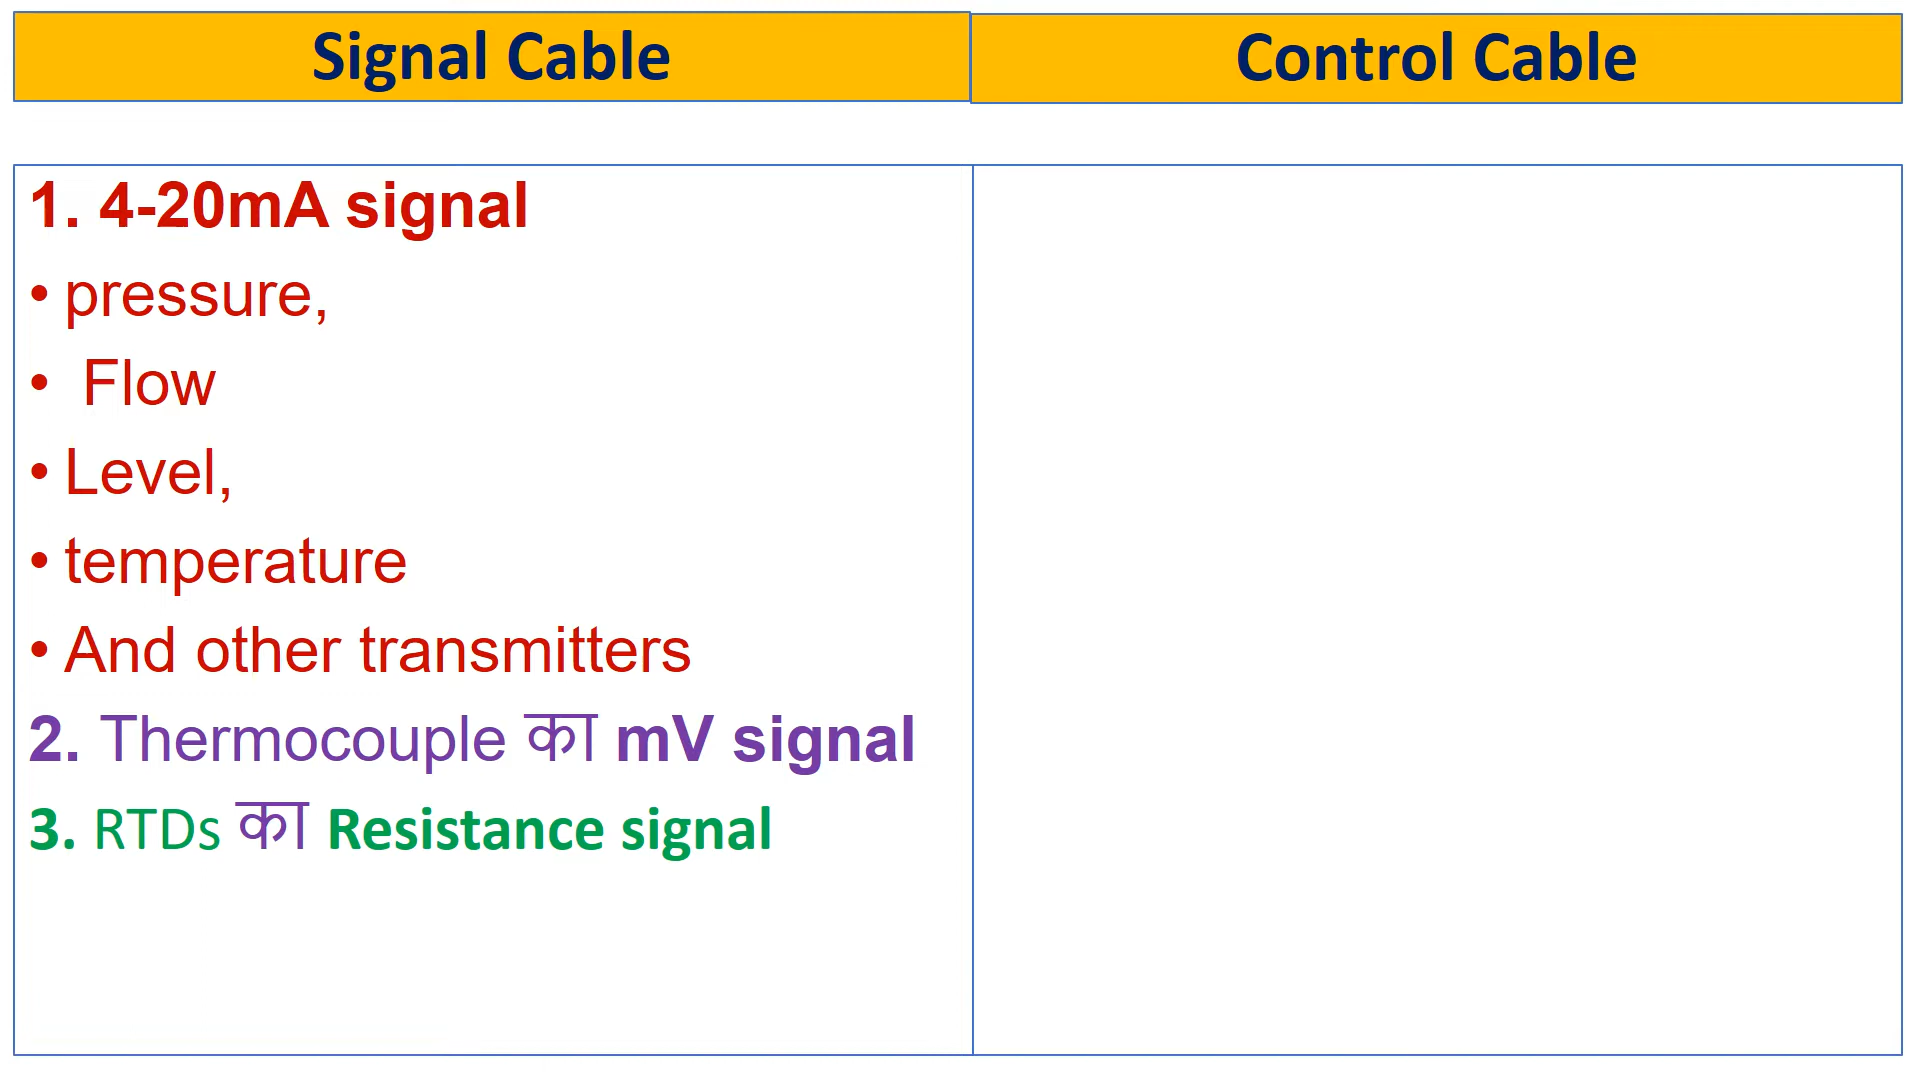 Signal Cable
Control Cable
1. 4-20mA signal
• pressure,
• Flow
• Level,
• temperature
• And other transmitters
2. Thermocouple का mV signal
3. RTDs का Resistance signal